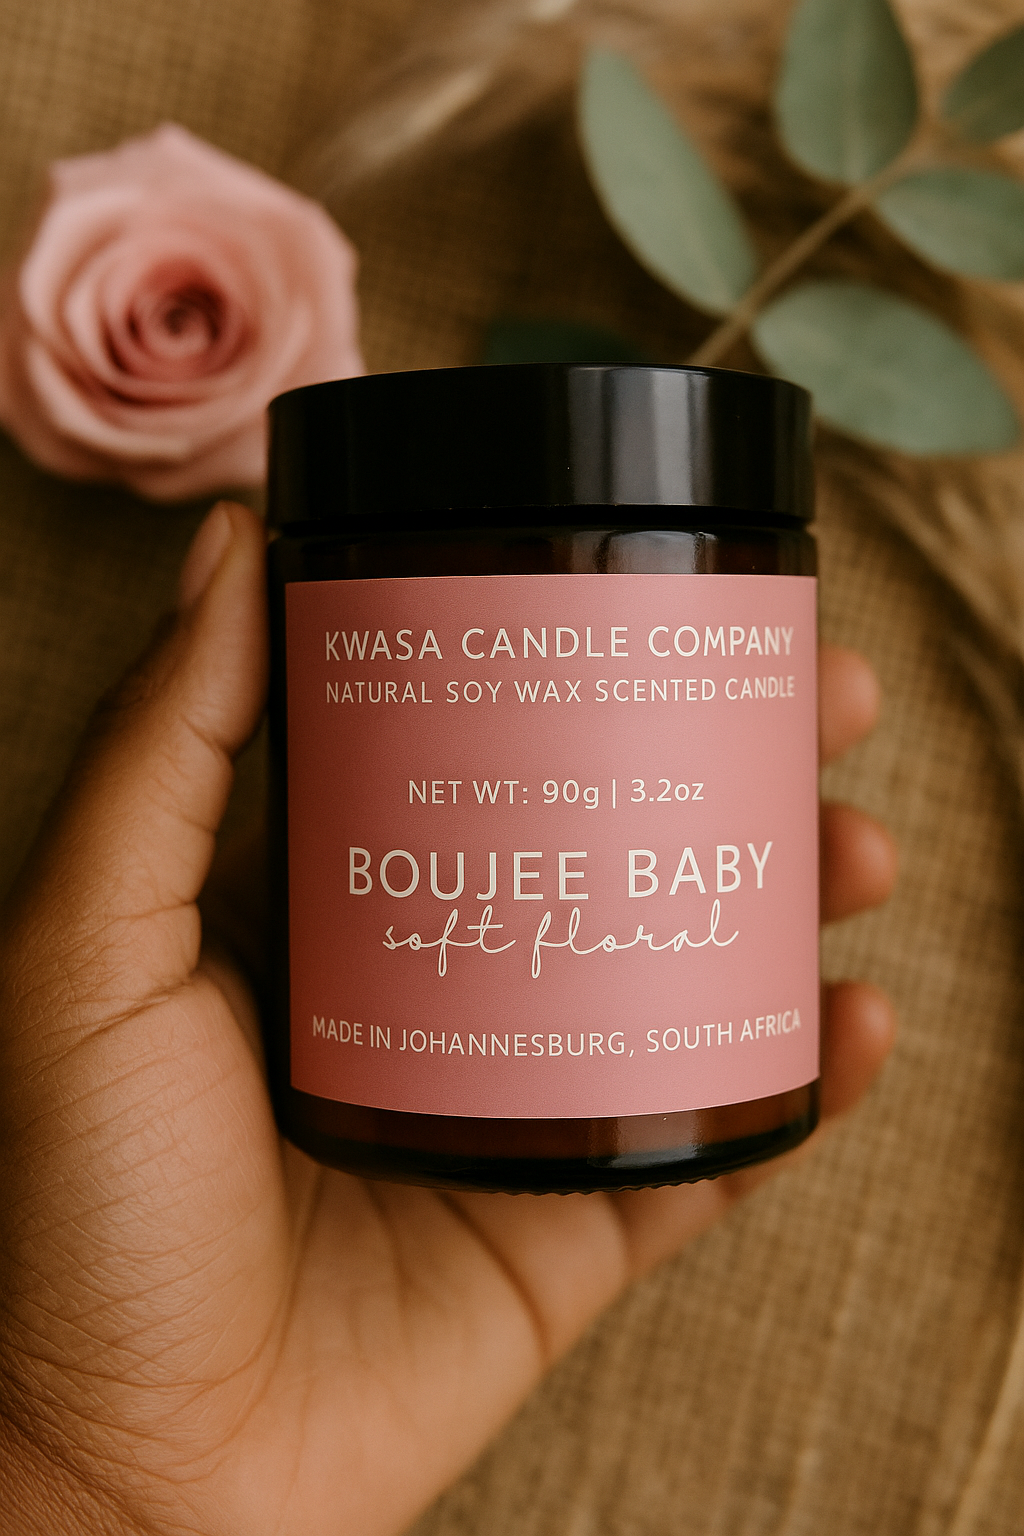 KWASA CANDLE COMPANY
NATURAL SOY WAX SCENTED CANDLE
NET WT: 90g | 3.2oz
BOUJEE BABY
soft floral
MADE IN JOHANNESBURG, SOUTH AFRICA